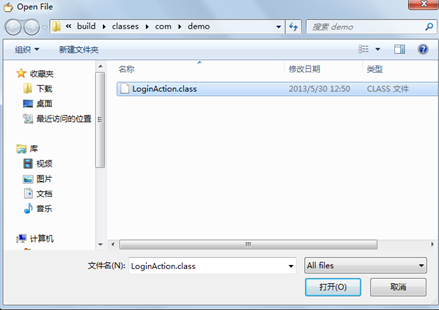 Open File
« build ▸ classes ▸ com ▸ demo
搜索 demo
组织 新建文件夹
名称 修改日期 类型
收藏夹
下载
桌面
最近访问的位置
库
视频
图片
文档
音乐
计算机
LoginAction.class 2013/5/30 12:50 CLASS 文件
文件名(N): LoginAction.class All files
打开(O) 取消